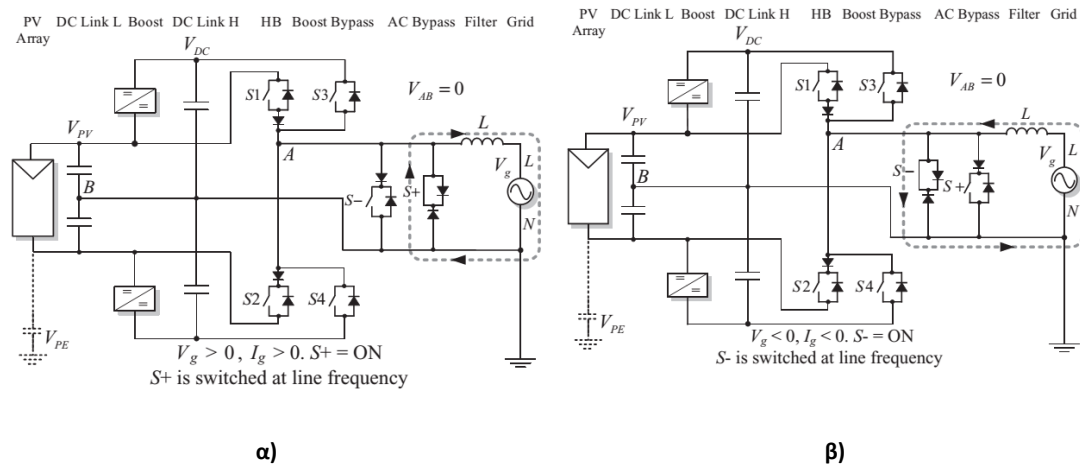 PV DC Link L Boost DC Link H HB Boost Bypass AC Bypass Filter Grid
Array
V_DC
S1
S3
V_AB = 0
L
V_PV
A
V_g
L
B
S-
S+
N
S2
S4
V_PE
V_g > 0, I_g > 0. S+ = ON
S+ is switched at line frequency
α)
PV DC Link L Boost DC Link H HB Boost Bypass AC Bypass Filter Grid
Array
V_DC
S1
S3
V_AB = 0
L
V_PV
A
V_g
L
S-
B
S+
N
S2
S4
V_PE
V_g < 0, I_g < 0. S- = ON
S- is switched at line frequency
β)